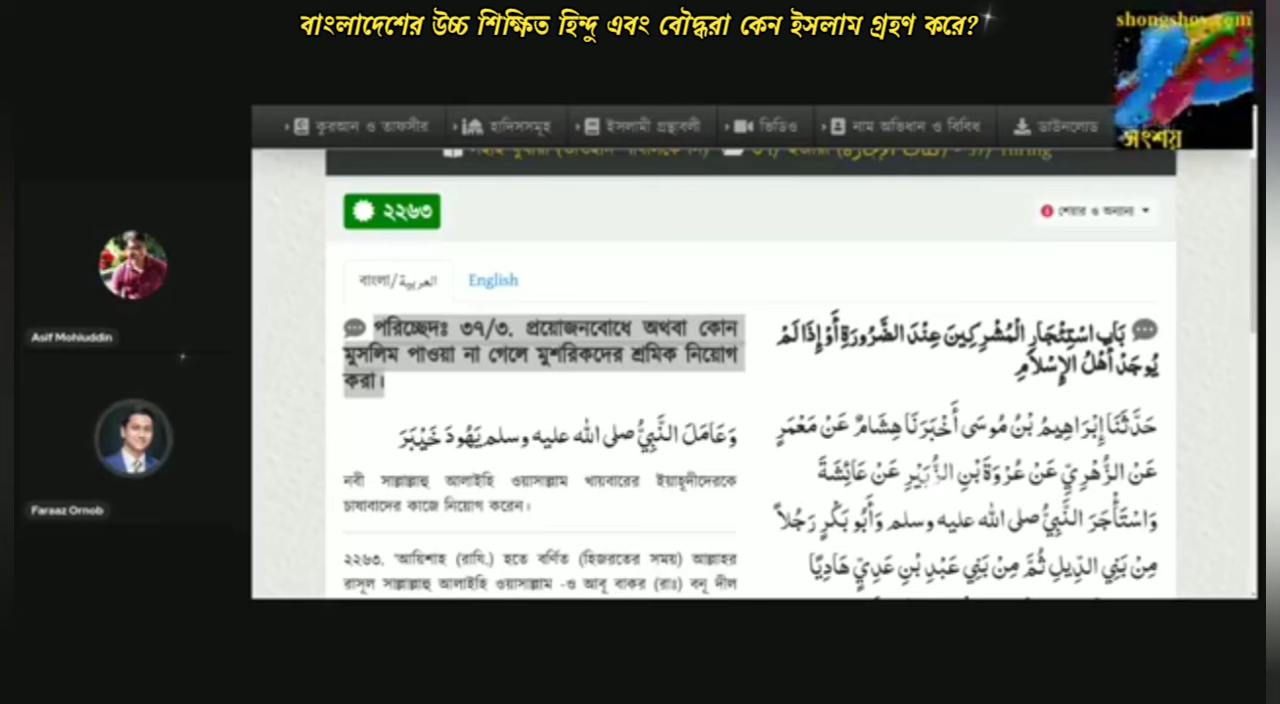 বাংলাদেশের উচ্চ শিক্ষিত হিন্দু এবং বৌদ্ধরা কেন ইসলাম গ্রহণ করে?
shongshoy.com
সংশয়
কুরআন ও তাফসীর
হাদিসসমূহ
ইসলামী গ্রন্থাবলী
ভিডিও
নাম অভিধান ও বিবিধ
ডাউনলোড
২২৬৩
শেয়ার ও অন্যান্য
বাংলা/العربية
English
পরিচ্ছেদঃ ৩৭/৩. প্রয়োজনবোধে অথবা কোন
মুসলিম পাওয়া না গেলে মুশরিকদের শ্রমিক নিয়োগ
করা।
وَعَامَلَ النَّبِيُّ صلى الله عليه وسلم يَهُودَ خَيْبَرَ
নবী সাল্লাল্লাহু আলাইহি ওয়াসাল্লাম খায়বারের ইয়াহূদীদেরকে
চাষাবাদের কাজে নিয়োগ করেন।
২২৬৩. 'আয়িশাহ (রাযি.) হতে বর্ণিত (হিজরতের সময়) আল্লাহর
রাসূল সাল্লাল্লাহু আলাইহি ওয়াসাল্লাম -ও আবূ বাকর (রাঃ) বনূ দীল
بَاب اسْتِئْجَارِ الْمُشْرِكِينَ عِنْدَ الضَّرُورَةِ أَوْ إِذَا لَمْ
يُوجَدْ أَهْلُ الإِسْلاَمِ
حَدَّثَنَا إِبْرَاهِيمُ بْنُ مُوسَى أَخْبَرَنَا هِشَامٌ عَنْ مَعْمَرٍ
عَنْ الزُّهْرِيِّ عَنْ عُرْوَةَ بْنِ الزُّبَيْرِ عَنْ عَائِشَةَ
وَاسْتَأْجَرَ النَّبِيُّ صلى الله عليه وسلم وَأَبُو بَكْرٍ رَجُلاً
مِنْ بَنِي الدِّيلِ ثُمَّ مِنْ بَنِي عَبْدِ بْنِ عَدِيٍّ هَادِيًا
Asif Mohiuddin
Faraaz Ornob